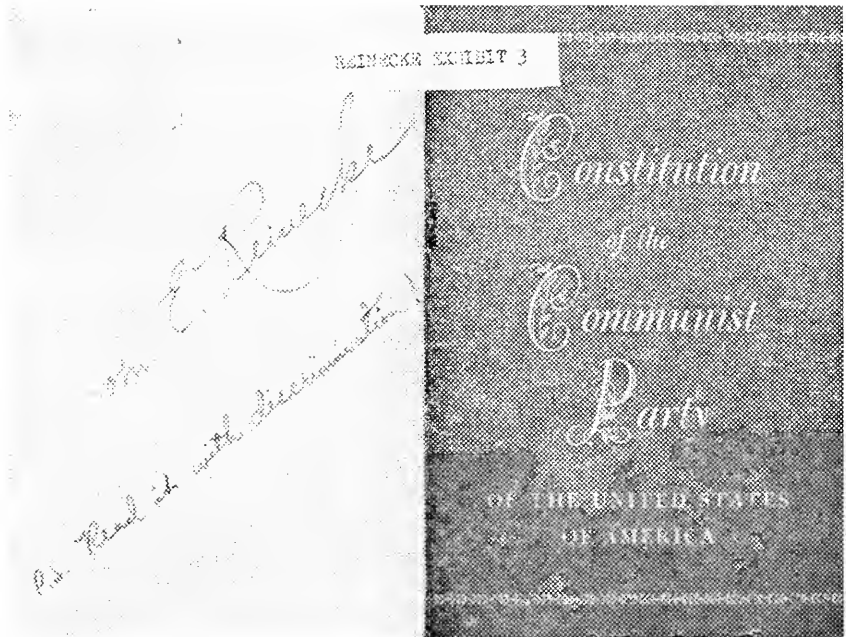 REINECKE EXHIBIT 3
E. Reinecke
P.S. Read it with discrimination!
Constitution
of the
Communist
Party
OF THE UNITED STATES
OF AMERICA